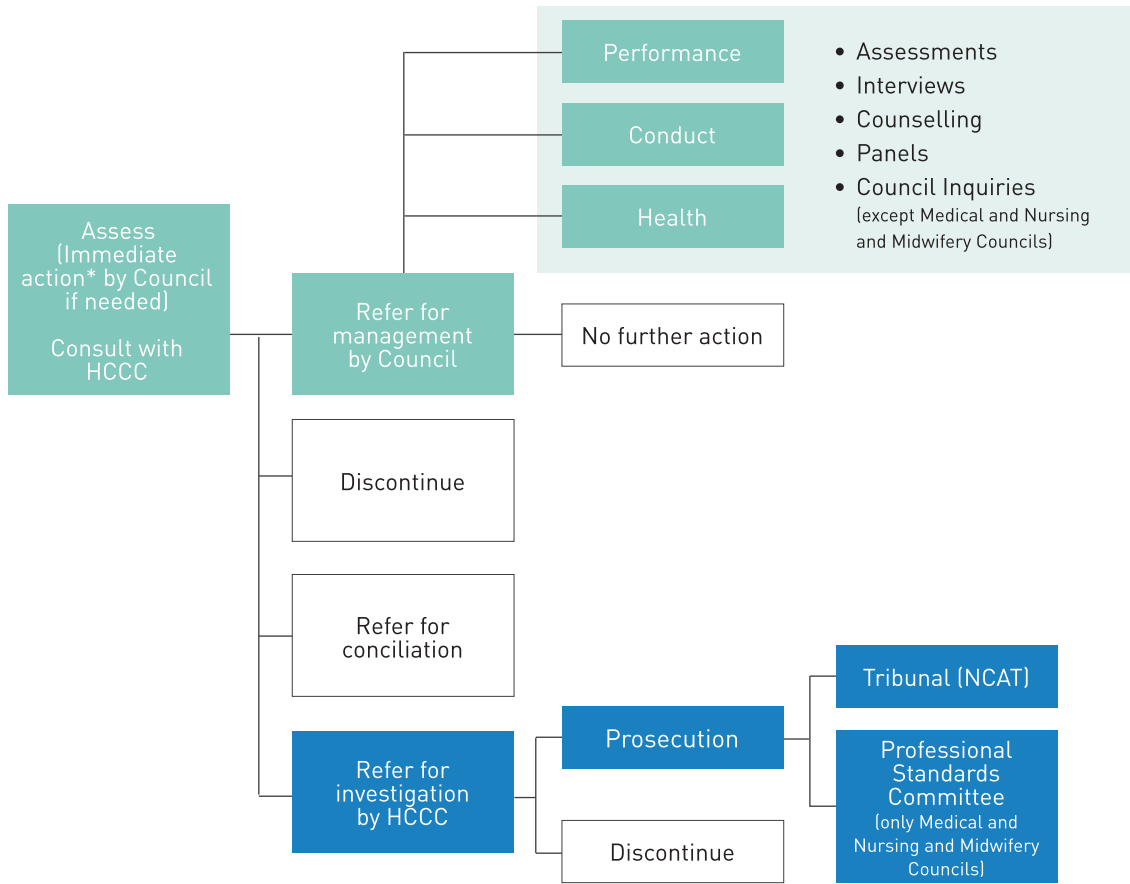 Performance
Conduct
Health
• Assessments
• Interviews
• Counselling
• Panels
• Council Inquiries
(except Medical and Nursing
and Midwifery Councils)
Assess
(Immediate
action* by Council
if needed)
Consult with
HCCC
Refer for
management
by Council
No further action
Discontinue
Refer for
conciliation
Refer for
investigation
by HCCC
Prosecution
Discontinue
Tribunal (NCAT)
Professional
Standards
Committee
(only Medical and
Nursing and Midwifery
Councils)